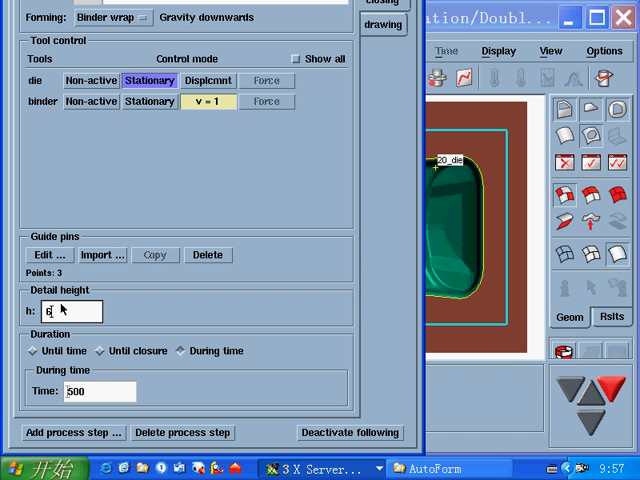 closing
Forming: Binder wrap Gravity downwards
drawing
Tool control
Tools Control mode Show all
die Non-active Stationary Displcmnt Force
binder Non-active Stationary v = 1 Force
Guide pins
Edit ... Import ... Copy Delete
Points: 3
Detail height
h: 6
Duration
Until time Until closure During time
During time
Time: 500
Add process step ... Delete process step Deactivate following
ation/Doubl...
Time Display View Options
20_die
Geom Rslts
开始 3 X Server... AutoForm 9:57